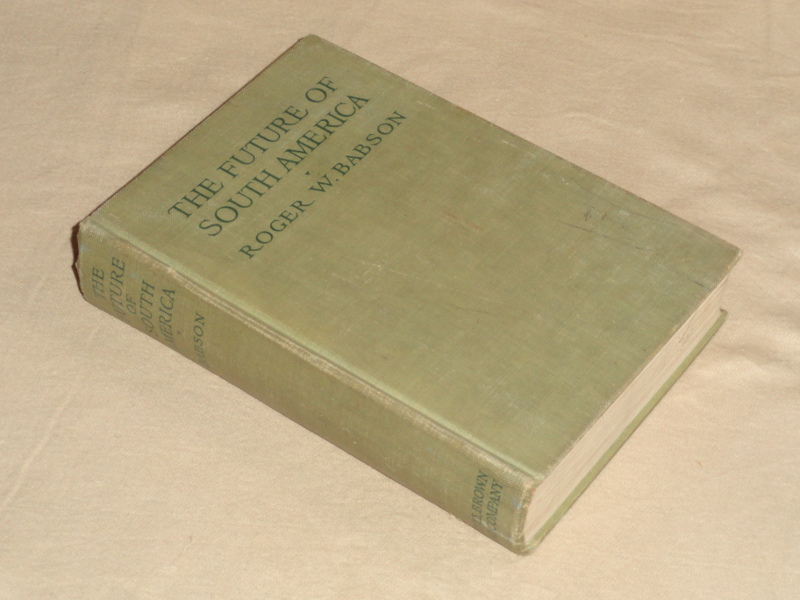 THE FUTURE OF
SOUTH AMERICA
ROGER W. BABSON
THE
FUTURE
OF
SOUTH
AMERICA
BABSON
BROWN
COMPANY